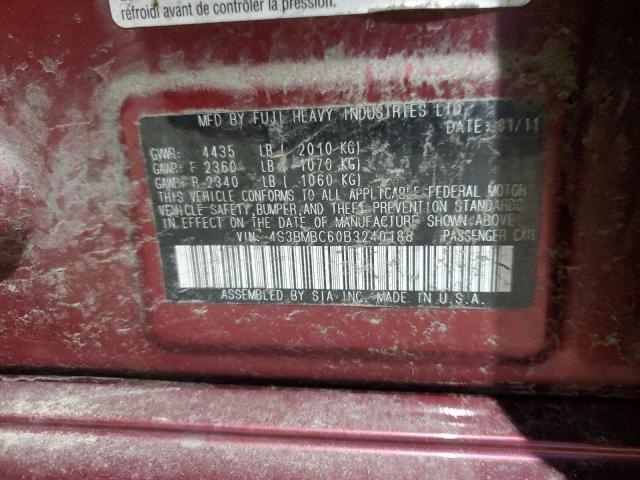 réfroidi avant de contrôler la pression.
MFD BY FUJI HEAVY INDUSTRIES LTD.
DATE: 01/11
GVWR: 4435 LB ( 2010 KG)
GAWR: F 2360 LB ( 1070 KG)
GAWR: R 2340 LB ( 1060 KG)
THIS VEHICLE CONFORMS TO ALL APPLICABLE FEDERAL MOTOR
VEHICLE SAFETY, BUMPER, AND THEFT PREVENTION STANDARDS
IN EFFECT ON THE DATE OF MANUFACTURE SHOWN ABOVE.
VIN: 4S3BMBC60B3240188 PASSENGER CAR
ASSEMBLED BY SIA INC. MADE IN U.S.A.